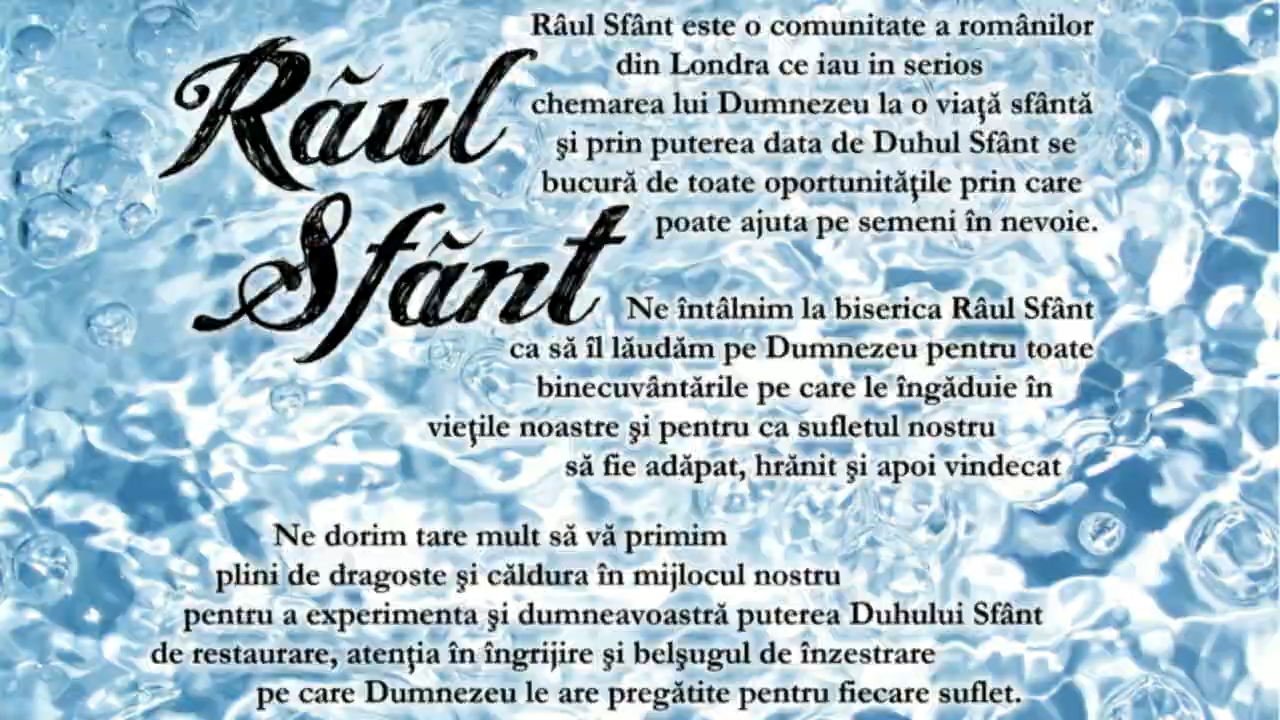 Râul
Sfânt
Râul Sfânt este o comunitate a românilor
din Londra ce iau in serios
chemarea lui Dumnezeu la o viaţă sfântă
şi prin puterea data de Duhul Sfânt se
bucură de toate oportunităţile prin care
poate ajuta pe semeni în nevoie.
Ne întâlnim la biserica Râul Sfânt
ca să îl lăudăm pe Dumnezeu pentru toate
binecuvântările pe care le îngăduie în
vieţile noastre şi pentru ca sufletul nostru
să fie adăpat, hrănit şi apoi vindecat
Ne dorim tare mult să vă primim
plini de dragoste şi căldura în mijlocul nostru
pentru a experimenta şi dumneavoastră puterea Duhului Sfânt
de restaurare, atenţia în îngrijire şi belşugul de înzestrare
pe care Dumnezeu le are pregătite pentru fiecare suflet.